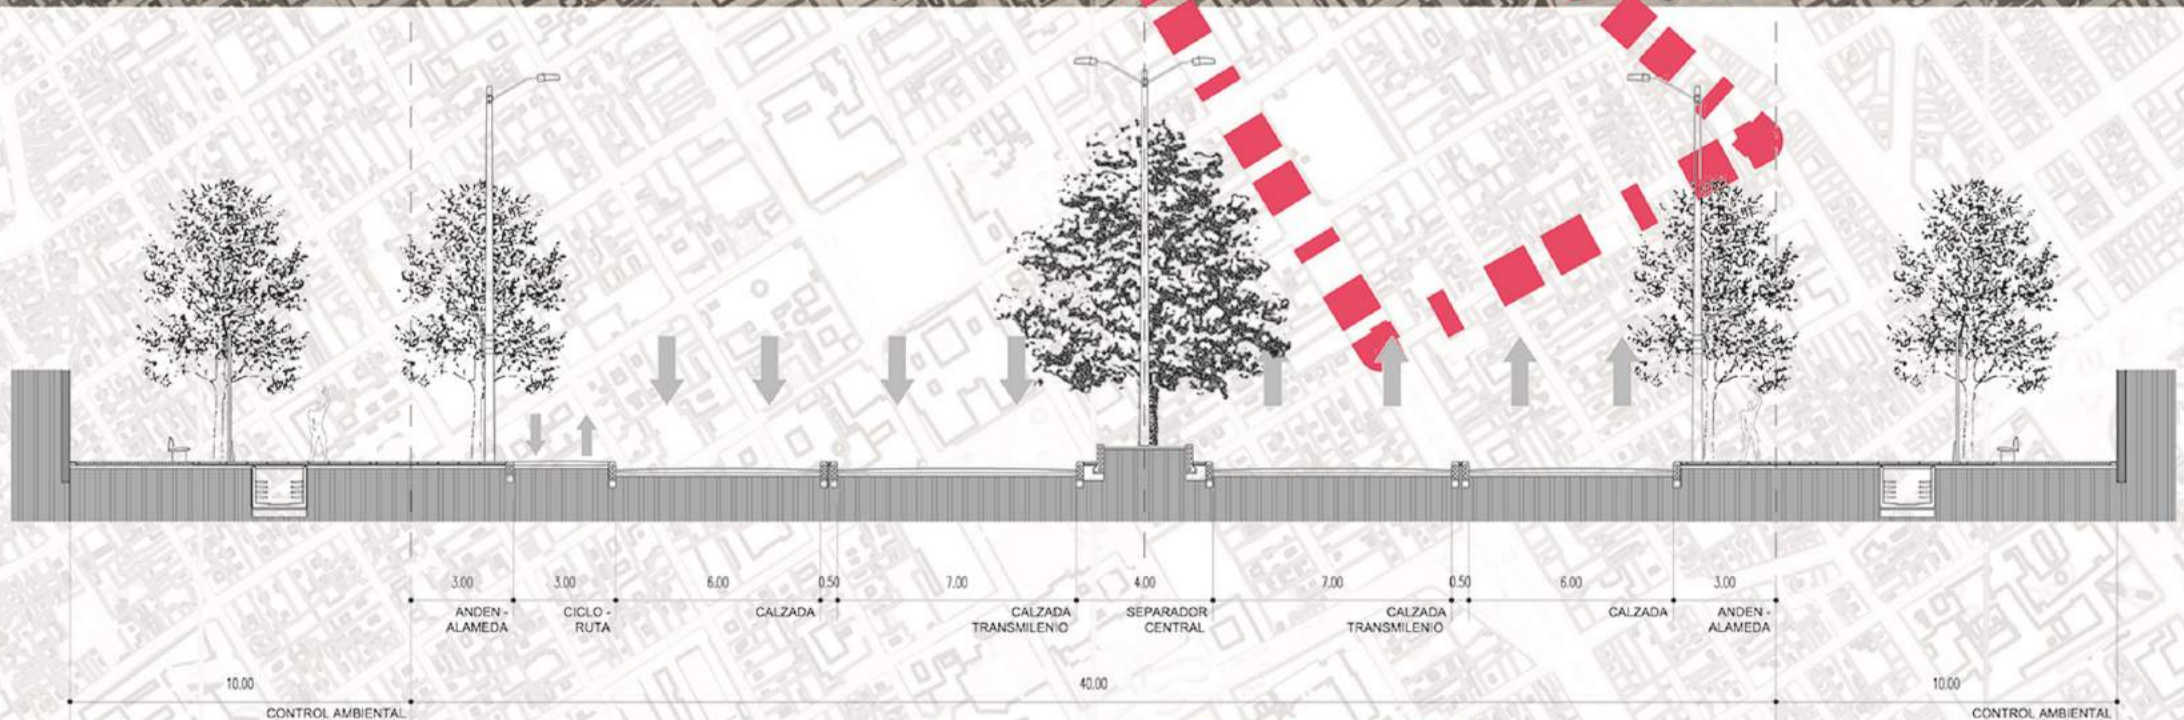 3.00 3.00 6.00 0.50 7.00 4.00 7.00 0.50 6.00 3.00
ANDEN - ALAMEDA
CICLO - RUTA
CALZADA
CALZADA TRANSMILENIO
SEPARADOR CENTRAL
CALZADA TRANSMILENIO
CALZADA
ANDEN - ALAMEDA
10.00 40.00 10.00
CONTROL AMBIENTAL CONTROL AMBIENTAL